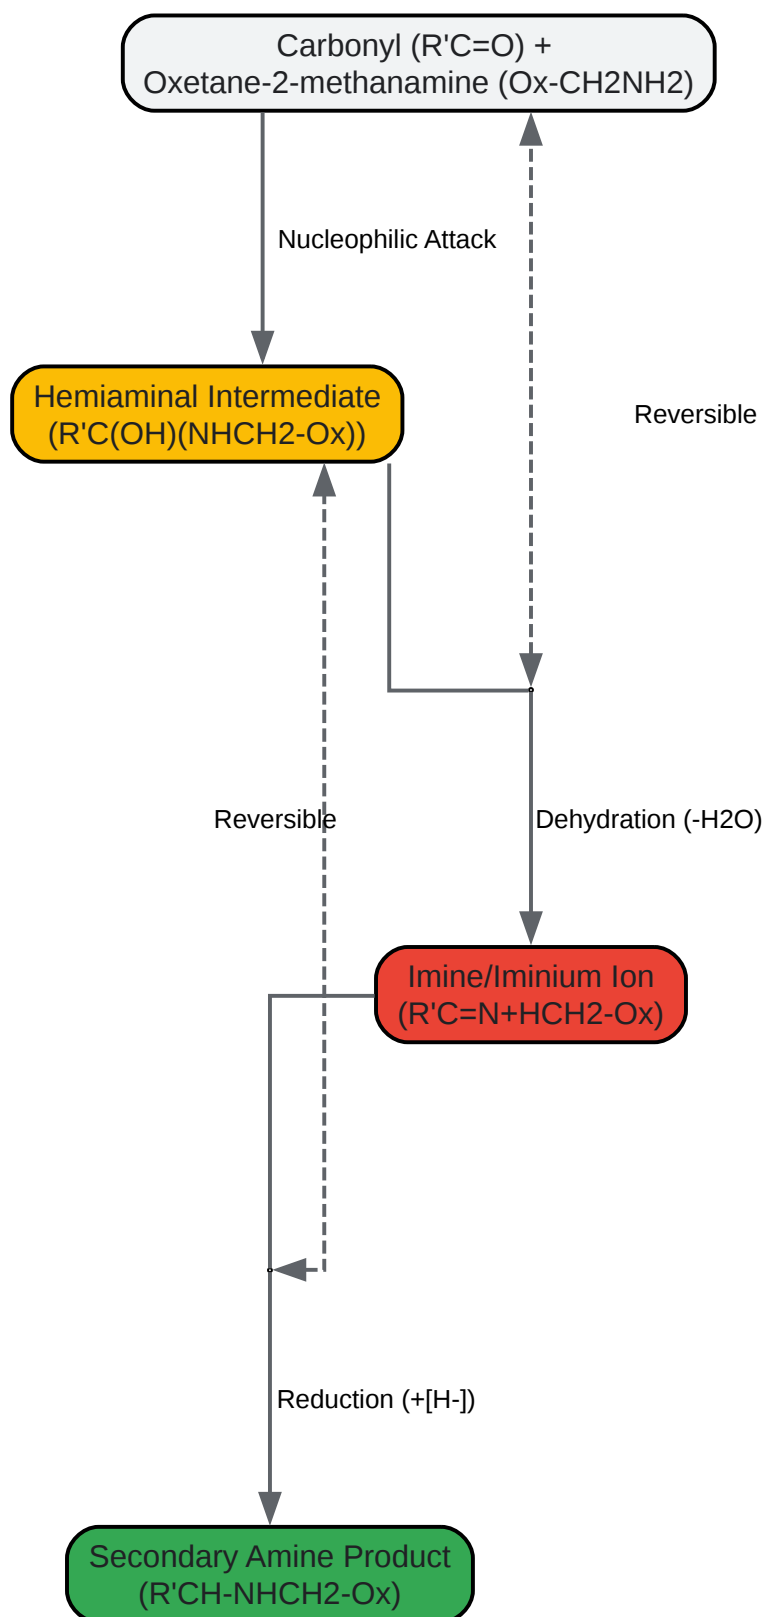 Carbonyl (R'C=O) +
Oxetane-2-methanamine (Ox-CH2NH2)
Nucleophilic Attack
Hemiaminal Intermediate
(R'C(OH)(NHCH2-Ox))
Reversible
Reversible
Dehydration (-H2O)
Imine/Iminium Ion
(R'C=N+HCH2-Ox)
Reduction (+[H-])
Secondary Amine Product
(R'CH-NHCH2-Ox)